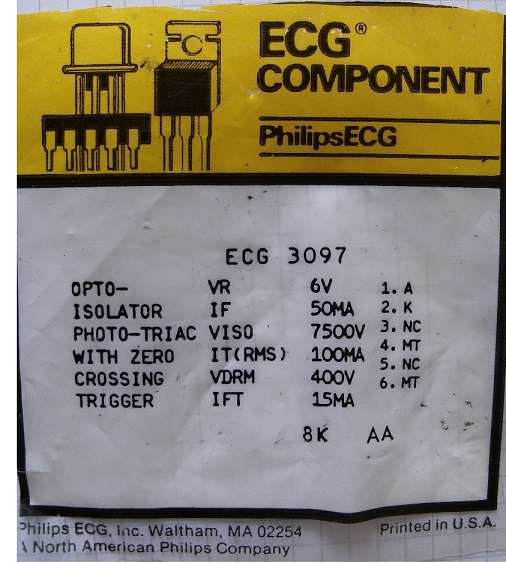 ECG®
COMPONENT
PhilipsECG
ECG 3097
OPTO- VR 6V 1. A
ISOLATOR IF 50MA 2. K
PHOTO-TRIAC VISO 7500V 3. NC
WITH ZERO IT(RMS) 100MA 4. MT
CROSSING VDRM 400V 5. NC
TRIGGER IFT 15MA 6. MT
8K AA
Philips ECG, Inc. Waltham, MA 02254 Printed in U.S.A.
A North American Philips Company